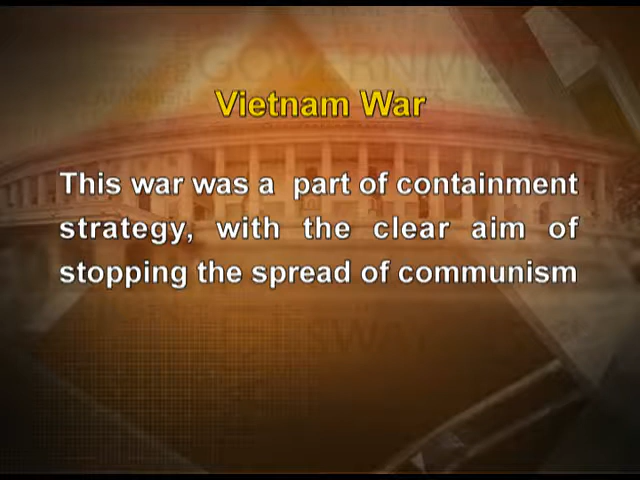 GOVERNMENT
Vietnam War
This war was a part of containment
strategy, with the clear aim of
stopping the spread of communism